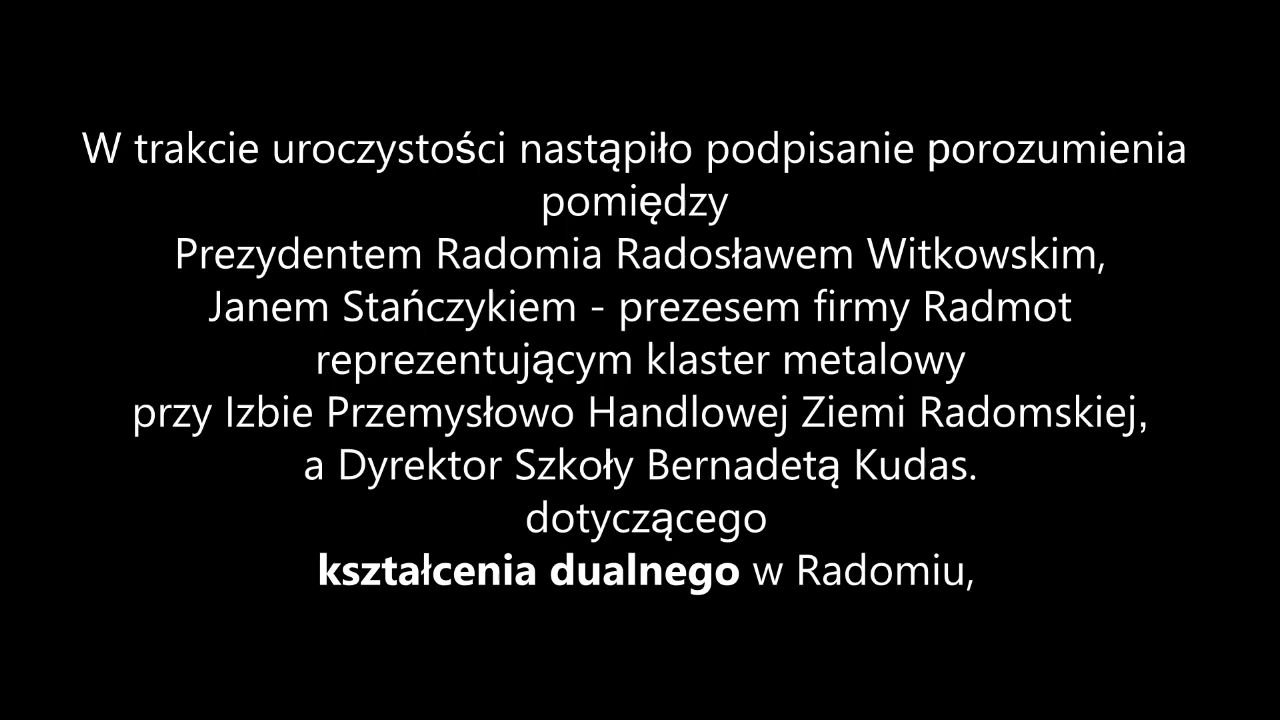 W trakcie uroczystości nastąpiło podpisanie porozumienia
pomiędzy
Prezydentem Radomia Radosławem Witkowskim,
Janem Stańczykiem - prezesem firmy Radmot
reprezentującym klaster metalowy
przy Izbie Przemysłowo Handlowej Ziemi Radomskiej,
a Dyrektor Szkoły Bernadetą Kudas.
dotyczącego
kształcenia dualnego w Radomiu,